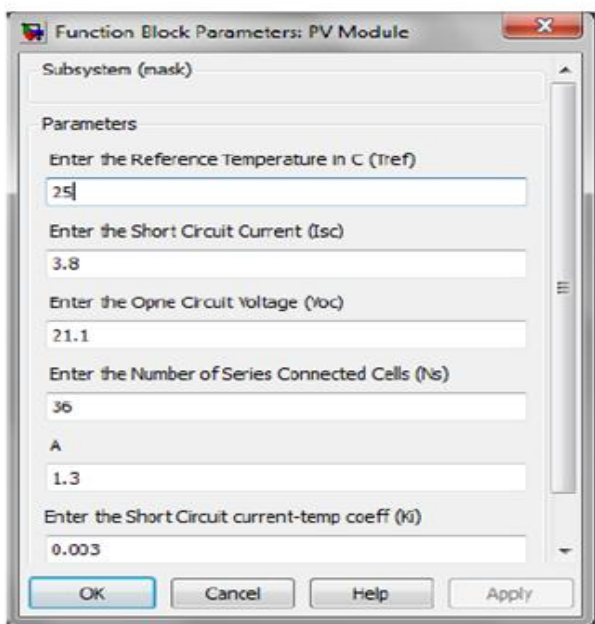 Function Block Parameters: PV Module
Subsystem (mask)
Parameters
Enter the Reference Temperature in C (Tref)
25
Enter the Short Circuit Current (Isc)
3.8
Enter the Opne Circuit Voltage (Voc)
21.1
Enter the Number of Series Connected Cells (Ns)
36
A
1.3
Enter the Short Circuit current-temp coeff (Ki)
0.003
OK Cancel Help Apply